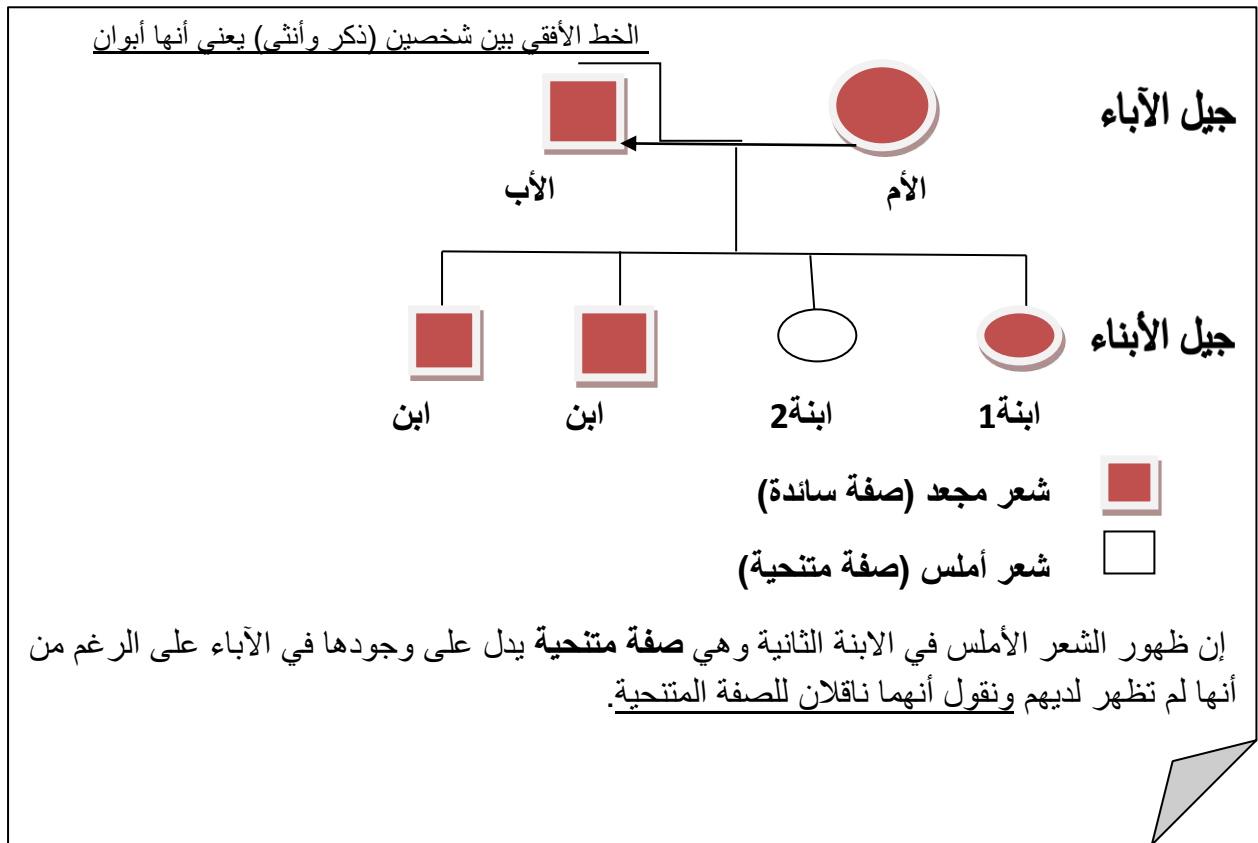 الخط الأفقي بين شخصين (ذكر وأنثى) يعني أنها أبوان
جيل الآباء
الأم
الأب
جيل الأبناء
ابنة1
ابنة2
ابن
ابن
شعر مجعد (صفة سائدة)
شعر أملس (صفة متنحية)
إن ظهور الشعر الأملس في الابنة الثانية وهي صفة متنحية يدل على وجودها في الآباء على الرغم من
أنها لم تظهر لديهم ونقول أنهما ناقلان للصفة المتنحية.